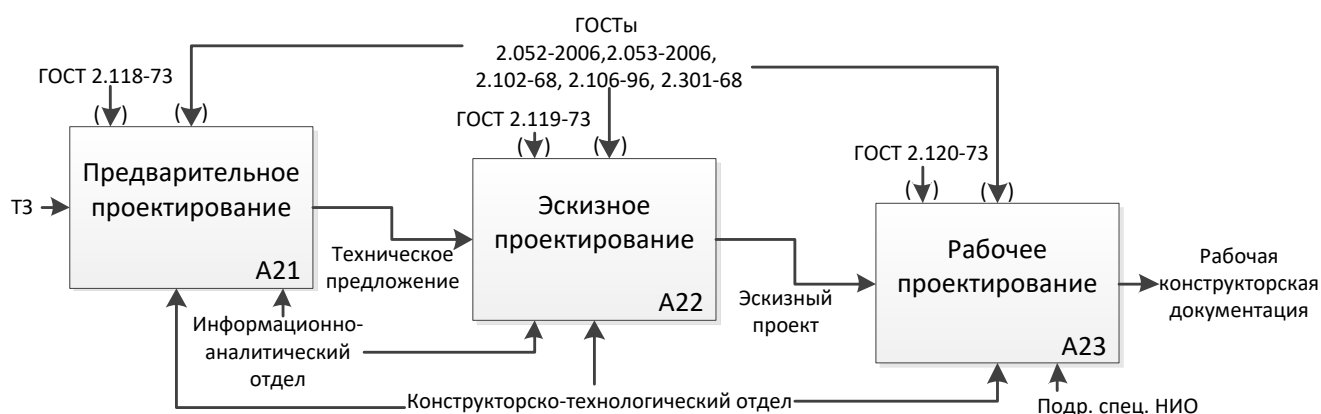 ГОСТы
2.052-2006,2.053-2006,
2.102-68, 2.106-96, 2.301-68
ГОСТ 2.118-73
( )
( )
ГОСТ 2.119-73
( )
( )
ГОСТ 2.120-73
( )
( )
ТЗ
Предварительное
проектирование
А21
Техническое
предложение
Эскизное
проектирование
А22
Эскизный
проект
Рабочее
проектирование
А23
Рабочая
конструкторская
документация
Информационно-
аналитический
отдел
Конструкторско-технологический отдел
Подр. спец. НИО